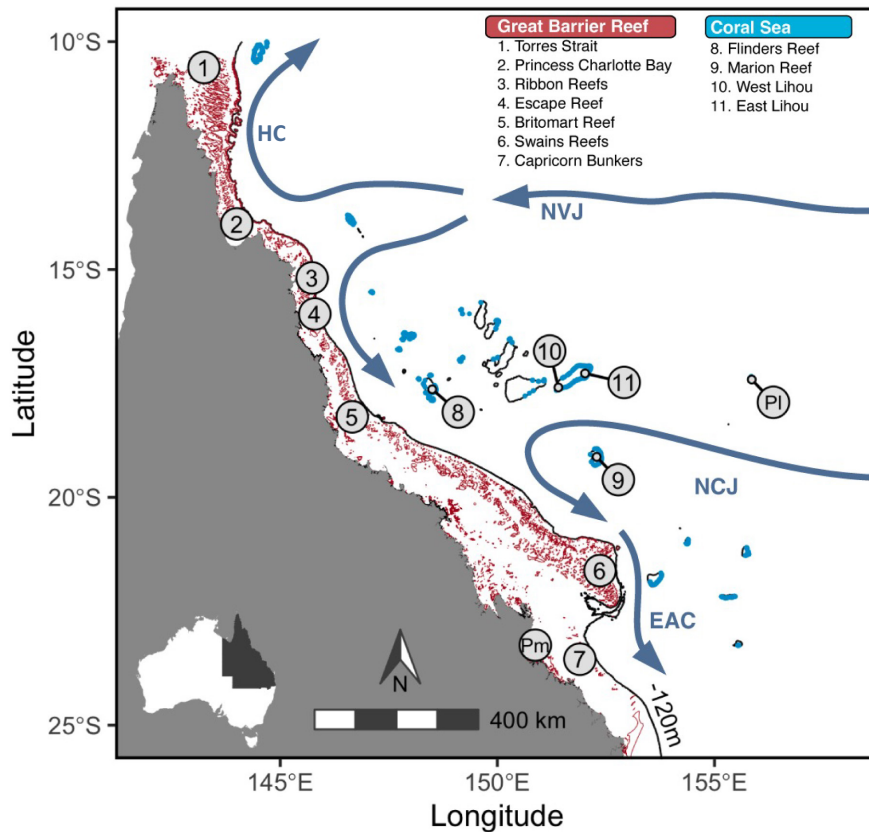 Great Barrier Reef
1. Torres Strait
2. Princess Charlotte Bay
3. Ribbon Reefs
4. Escape Reef
5. Britomart Reef
6. Swains Reefs
7. Capricorn Bunkers
Coral Sea
8. Flinders Reef
9. Marion Reef
10. West Lihou
11. East Lihou
10°S
15°S
20°S
25°S
Latitude
1
HC
NVJ
2
3
4
10
11
8
PI
5
9
NCJ
6
EAC
Pm
7
N
400 km
-120m
145°E
150°E
155°E
Longitude